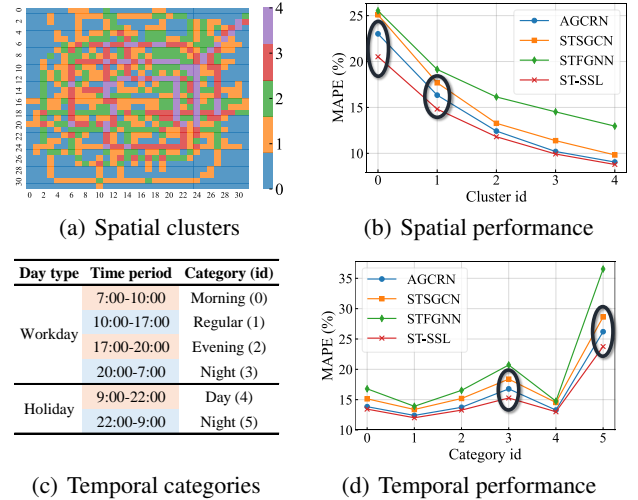 0 2 4 6 8 10 12 14 16 18 20 22 24 26 28 30
0 2 4 6 8 10 12 14 16 18 20 22 24 26 28 30
4
3
2
1
0
(a) Spatial clusters
MAPE (%)
25
20
15
10
AGCRN
STSGCN
STFGNN
ST-SSL
0 1 2 3 4
Cluster id
(b) Spatial performance
Day type Time period Category (id)
7:00-10:00 Morning (0)
Workday 10:00-17:00 Regular (1)
17:00-20:00 Evening (2)
20:00-7:00 Night (3)
Holiday 9:00-22:00 Day (4)
22:00-9:00 Night (5)
(c) Temporal categories
MAPE (%)
35
30
25
20
15
10
AGCRN
STSGCN
STFGNN
ST-SSL
0 1 2 3 4 5
Category id
(d) Temporal performance